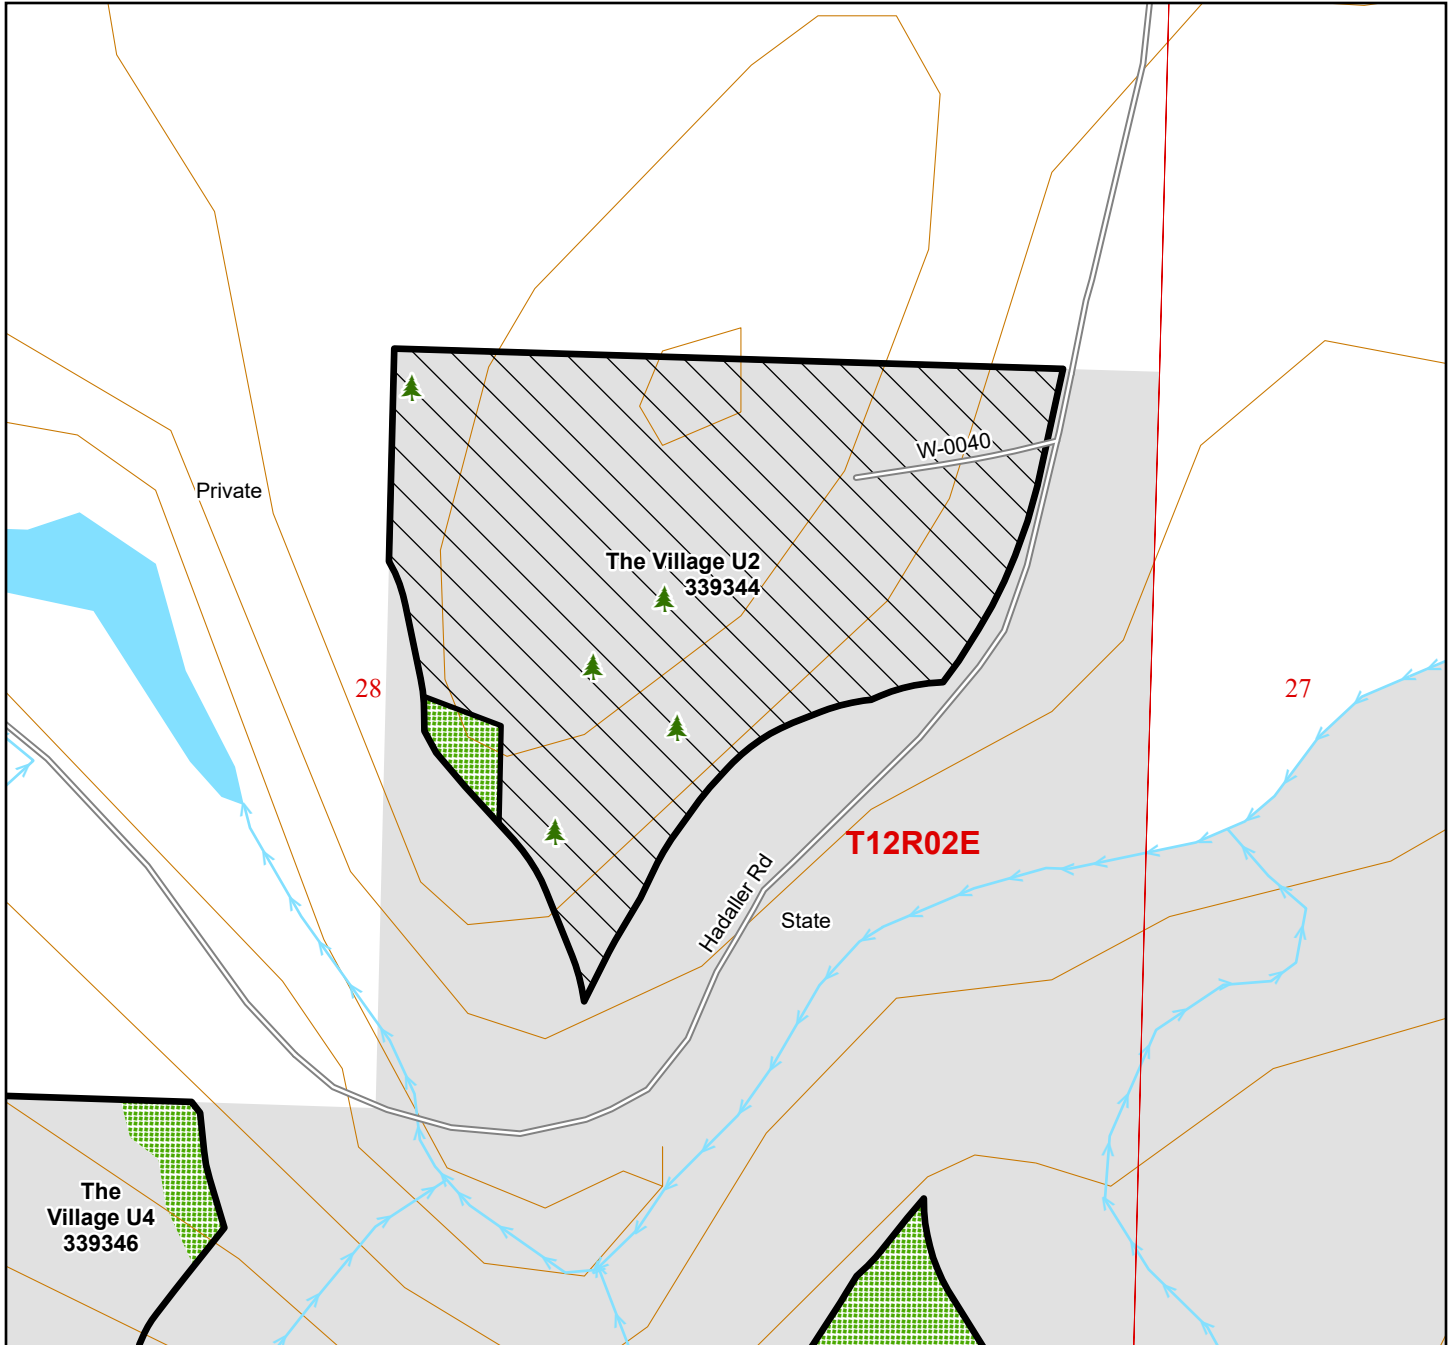 W-0040
Private
The Village U2
339344
28
27
T12R02E
Hadaller Rd
State
The
Village U4
339346